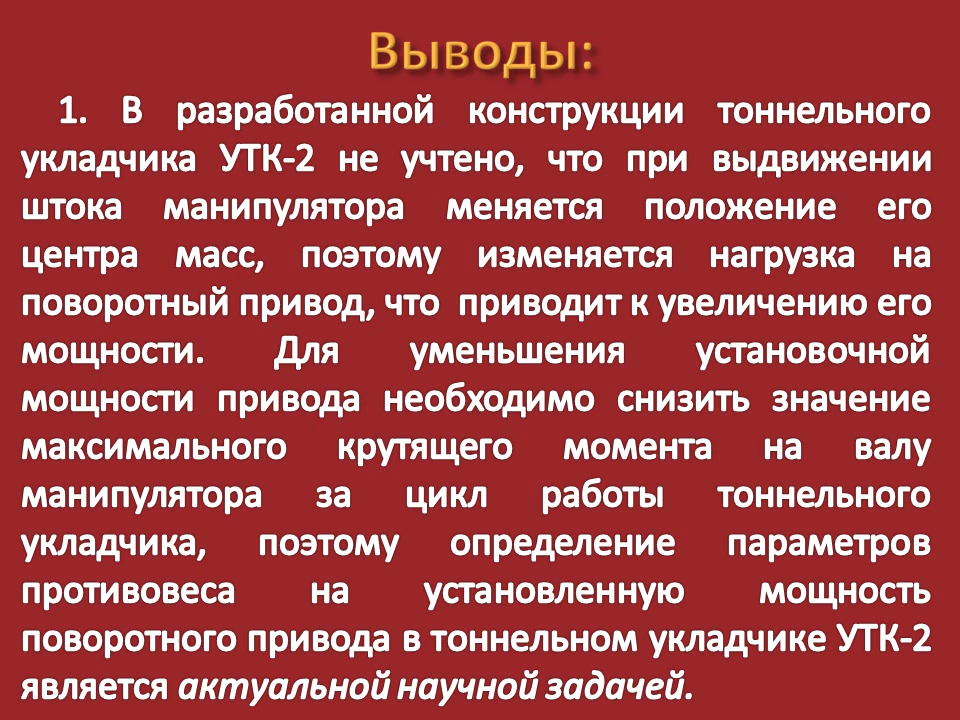 Выводы:
1. В разработанной конструкции тоннельного
укладчика УТК-2 не учтено, что при выдвижении
штока манипулятора меняется положение его
центра масс, поэтому изменяется нагрузка на
поворотный привод, что приводит к увеличению его
мощности. Для уменьшения установочной
мощности привода необходимо снизить значение
максимального крутящего момента на валу
манипулятора за цикл работы тоннельного
укладчика, поэтому определение параметров
противовеса на установленную мощность
поворотного привода в тоннельном укладчике УТК-2
является актуальной научной задачей.